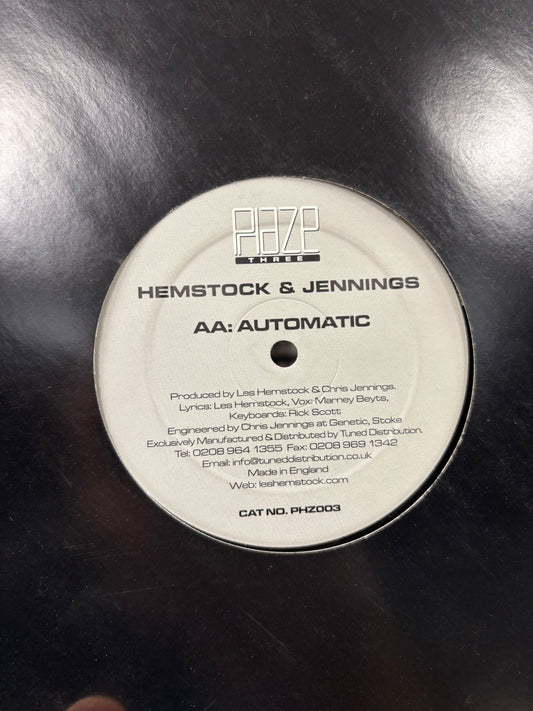 PHAZE
THREE
HEMSTOCK & JENNINGS
AA: AUTOMATIC
Produced by Les Hemstock & Chris Jennings.
Lyrics: Les Hemstock, Vox: Marney Beyts,
Keyboards: Rick Scott
Engineered by Chris Jennings at Genetic, Stoke
Exclusively Manufactured & Distributed by Tuned Distribution.
Tel: 0208 964 1355 Fax: 0208 969 1342
Email: info@tuneddistribution.co.uk
Made in England
Web: leshemstock.com
CAT NO. PHZ003